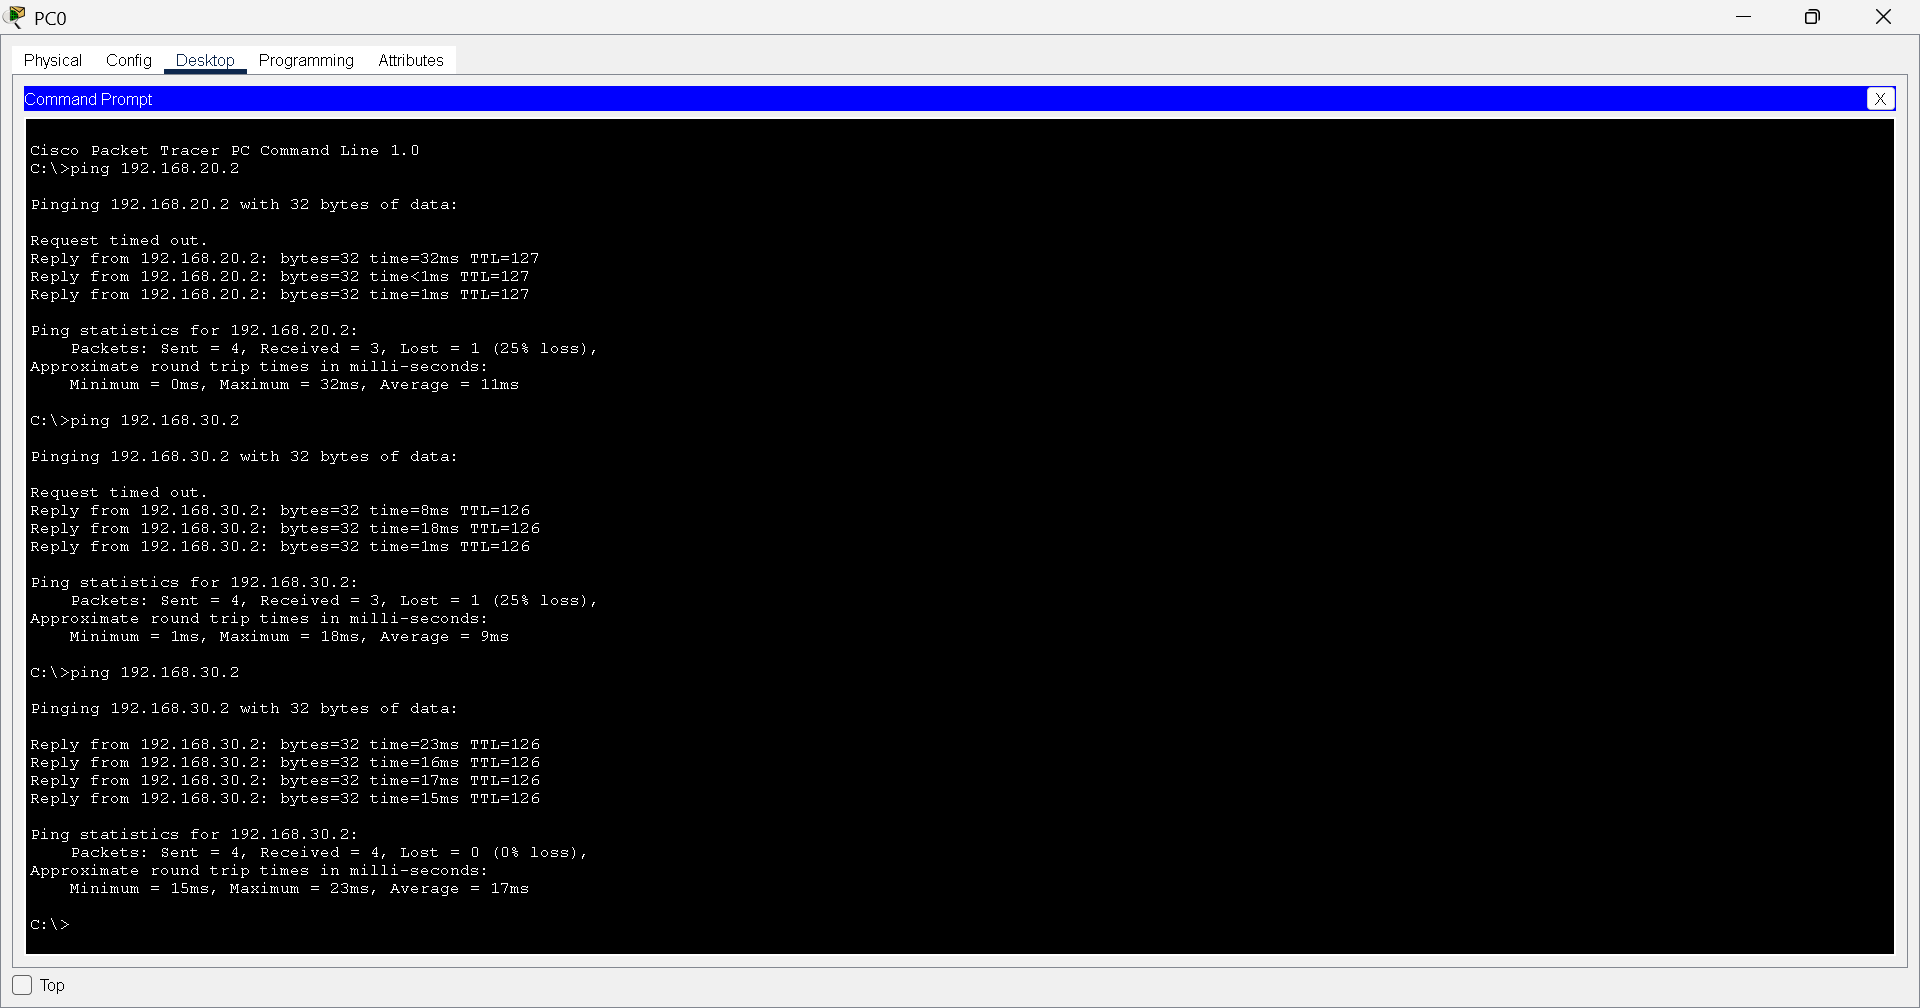 PC0
Physical Config Desktop Programming Attributes
Command Prompt
X
Cisco Packet Tracer PC Command Line 1.0
C:\>ping 192.168.20.2
Pinging 192.168.20.2 with 32 bytes of data:
Request timed out.
Reply from 192.168.20.2: bytes=32 time=32ms TTL=127
Reply from 192.168.20.2: bytes=32 time<1ms TTL=127
Reply from 192.168.20.2: bytes=32 time=1ms TTL=127
Ping statistics for 192.168.20.2:
    Packets: Sent = 4, Received = 3, Lost = 1 (25% loss),
Approximate round trip times in milli-seconds:
    Minimum = 0ms, Maximum = 32ms, Average = 11ms
C:\>ping 192.168.30.2
Pinging 192.168.30.2 with 32 bytes of data:
Request timed out.
Reply from 192.168.30.2: bytes=32 time=8ms TTL=126
Reply from 192.168.30.2: bytes=32 time=18ms TTL=126
Reply from 192.168.30.2: bytes=32 time=1ms TTL=126
Ping statistics for 192.168.30.2:
    Packets: Sent = 4, Received = 3, Lost = 1 (25% loss),
Approximate round trip times in milli-seconds:
    Minimum = 1ms, Maximum = 18ms, Average = 9ms
C:\>ping 192.168.30.2
Pinging 192.168.30.2 with 32 bytes of data:
Reply from 192.168.30.2: bytes=32 time=23ms TTL=126
Reply from 192.168.30.2: bytes=32 time=16ms TTL=126
Reply from 192.168.30.2: bytes=32 time=17ms TTL=126
Reply from 192.168.30.2: bytes=32 time=15ms TTL=126
Ping statistics for 192.168.30.2:
    Packets: Sent = 4, Received = 4, Lost = 0 (0% loss),
Approximate round trip times in milli-seconds:
    Minimum = 15ms, Maximum = 23ms, Average = 17ms
C:\>
Top